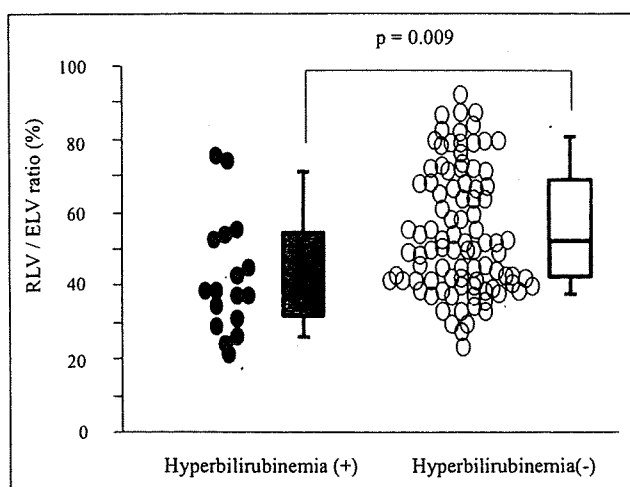 p = 0.009
RLV / ELV ratio (%)
100
80
60
40
20
0
Hyperbilirubinemia (+)
Hyperbilirubinemia(-)